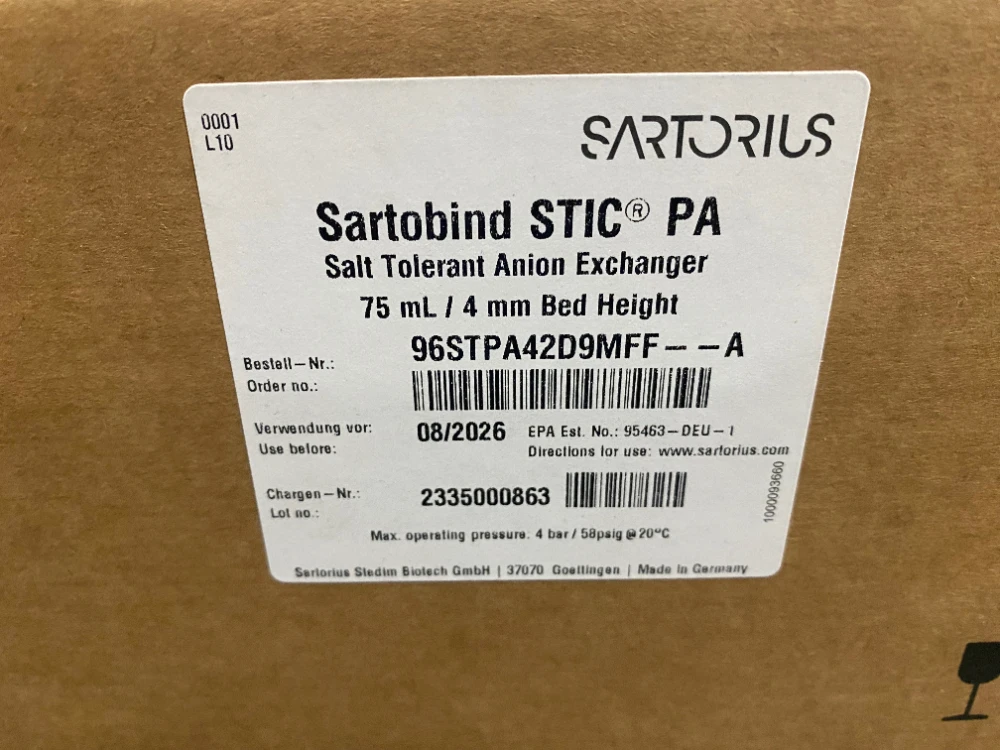 0001
L10
SARTORIUS
Sartobind STIC® PA
Salt Tolerant Anion Exchanger
75 mL / 4 mm Bed Height
Bestell-Nr.: 96STPA42D9MFF--A
Order no.:
Verwendung vor: 08/2026 EPA Est. No.: 95463-DEU-1
Use before: Directions for use: www.sartorius.com
Chargen-Nr.: 2335000863
Lot no.:
1000093660
Max. operating pressure: 4 bar / 58psig @ 20°C
Sartorius Stedim Biotech GmbH | 37070 Goettingen | Made in Germany